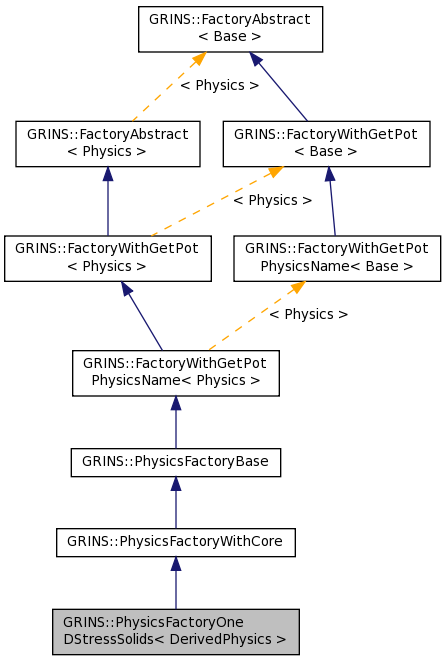 GRINS::FactoryAbstract
< Base >
< Physics >
GRINS::FactoryAbstract
< Physics >
GRINS::FactoryWithGetPot
< Base >
< Physics >
GRINS::FactoryWithGetPot
< Physics >
GRINS::FactoryWithGetPot
PhysicsName< Base >
< Physics >
GRINS::FactoryWithGetPot
PhysicsName< Physics >
GRINS::PhysicsFactoryBase
GRINS::PhysicsFactoryWithCore
GRINS::PhysicsFactoryOne
DStressSolids< DerivedPhysics >